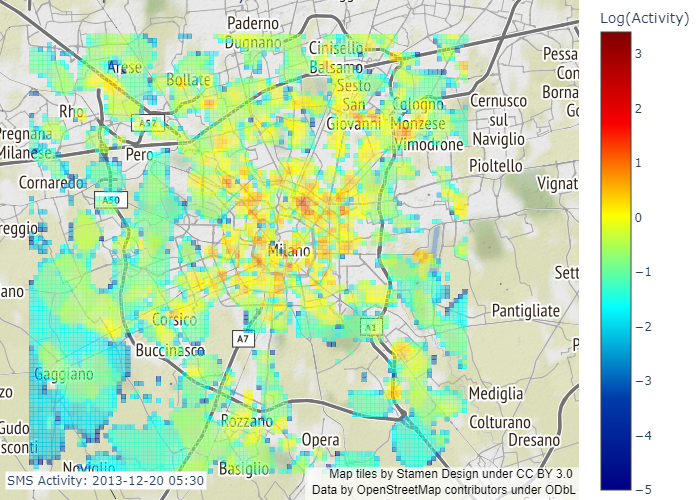 Log(Activity)
Paderno
Dugnano
Cinisello
Balsamo
Arese
Bollate
Sesto
San
Giovanni
Cologno
Monzese
Vimodrone
Cernusco
sul
Naviglio
Pioltello
Pessa
Con
Borna
Go
Rho
A52
Pregnana
Milanese
Pero
Cornaredo
A50
Vignat
reggio
Milano
Sett
ano
Pantigliate
Corsico
A7
A1
Buccinasco
P
Gaggiano
zo
Mediglia
Rozzano
Colturano
Dresano
Gudo
sconti
Opera
Noviglio
Basiglio
SMS Activity: 2013-12-20 05:30
Map tiles by Stamen Design under CC BY 3.0
Data by OpenStreetMap contributors under ODbL
3
2
1
0
−1
−2
−3
−4
−5